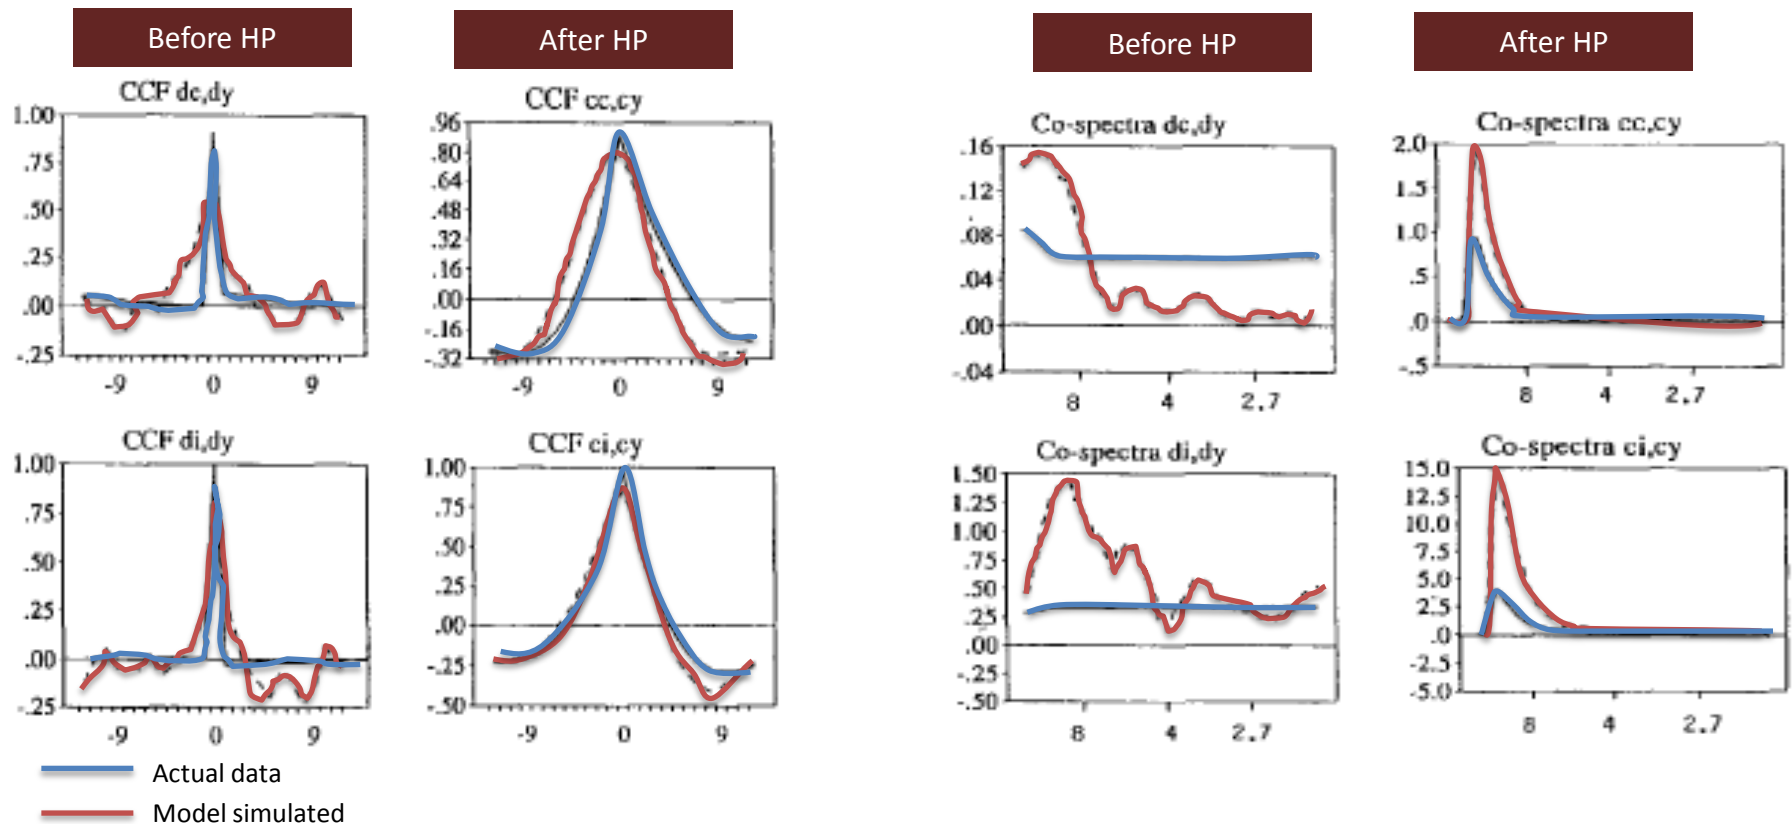 Before HP
After HP
Before HP
After HP
CCF dc,dy
1.00
.75
.50
.25
.00
-.25
-9 0 9
CCF cc,cy
.96
.80
.64
.48
.32
.16
.00
-.16
-.32
-9 0 9
Co-spectra dc,dy
.16
.12
.08
.04
.00
-.04
8 4 2.7
Co-spectra cc,cy
2.0
1.5
1.0
.5
.0
-.5
8 4 2.7
CCF di,dy
1.00
.75
.50
.25
.00
-.25
-9 0 9
CCF ci,cy
1.00
.75
.50
.25
.00
-.25
-.50
-9 0 9
Co-spectra di,dy
1.50
1.25
1.00
.75
.50
.25
.00
-.25
-.50
8 4 2.7
Co-spectra ci,cy
15.0
12.5
10.0
7.5
5.0
2.5
.0
-2.5
-5.0
8 4 2.7
Actual data
Model simulated